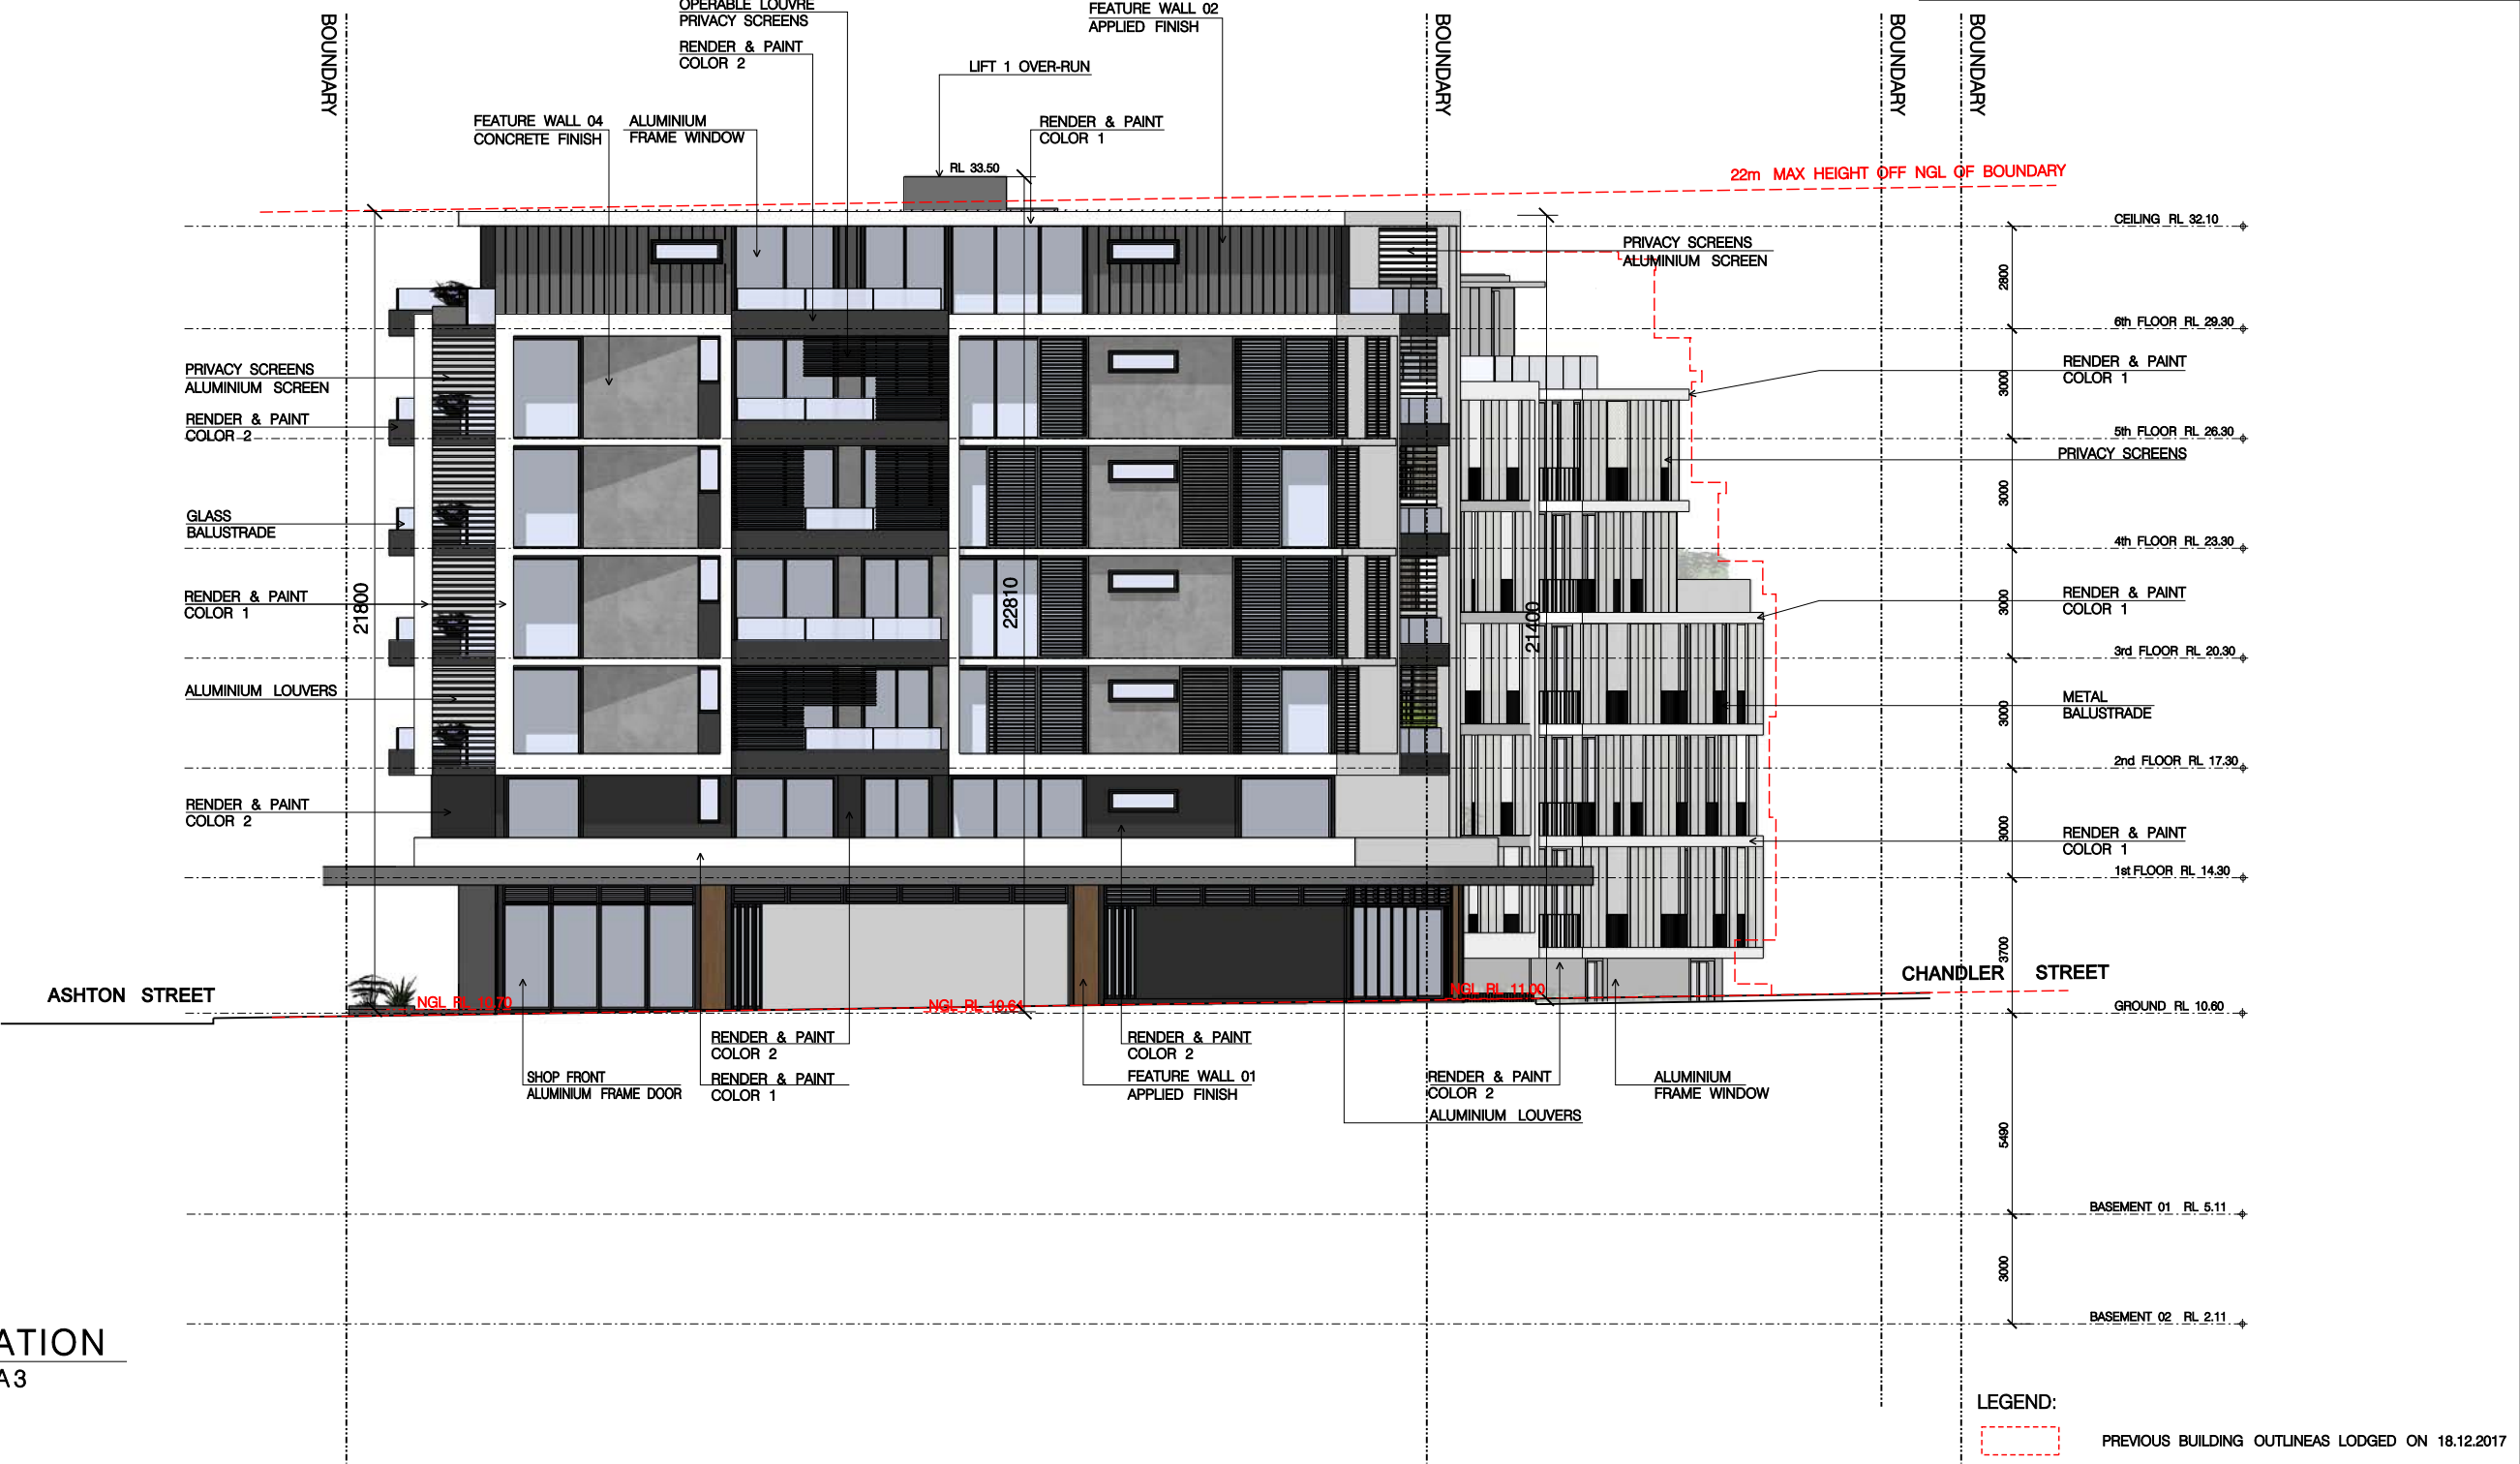 BOUNDARY
OPERABLE LOUVRE
PRIVACY SCREENS
RENDER & PAINT
COLOR 2
FEATURE WALL 02
APPLIED FINISH
BOUNDARY
BOUNDARY
BOUNDARY
LIFT 1 OVER-RUN
FEATURE WALL 04
CONCRETE FINISH
ALUMINIUM
FRAME WINDOW
RENDER & PAINT
COLOR 1
RL 33.50
22m MAX HEIGHT OFF NGL OF BOUNDARY
CEILING RL 32.10
PRIVACY SCREENS
ALUMINIUM SCREEN
2800
6th FLOOR RL 29.30
PRIVACY SCREENS
ALUMINIUM SCREEN
RENDER & PAINT
COLOR 1
3000
RENDER & PAINT
COLOR 2
5th FLOOR RL 26.30
PRIVACY SCREENS
3000
GLASS
BALUSTRADE
4th FLOOR RL 23.30
21800
22810
21400
RENDER & PAINT
COLOR 1
3000
RENDER & PAINT
COLOR 1
3rd FLOOR RL 20.30
ALUMINIUM LOUVERS
METAL
BALUSTRADE
3000
2nd FLOOR RL 17.30
RENDER & PAINT
COLOR 2
3000
RENDER & PAINT
COLOR 1
1st FLOOR RL 14.30
3700
ASHTON STREET
CHANDLER STREET
NGL RL 10.70
NGL RL 10.64
NGL RL 11.00
GROUND RL 10.60
RENDER & PAINT
COLOR 2
RENDER & PAINT
COLOR 2
SHOP FRONT
ALUMINIUM FRAME DOOR
RENDER & PAINT
COLOR 1
FEATURE WALL 01
APPLIED FINISH
RENDER & PAINT
COLOR 2
ALUMINIUM
FRAME WINDOW
ALUMINIUM LOUVERS
5490
BASEMENT 01 RL 5.11
3000
BASEMENT 02 RL 2.11
ATION
A3
LEGEND:
PREVIOUS BUILDING OUTLINEAS LODGED ON 18.12.2017